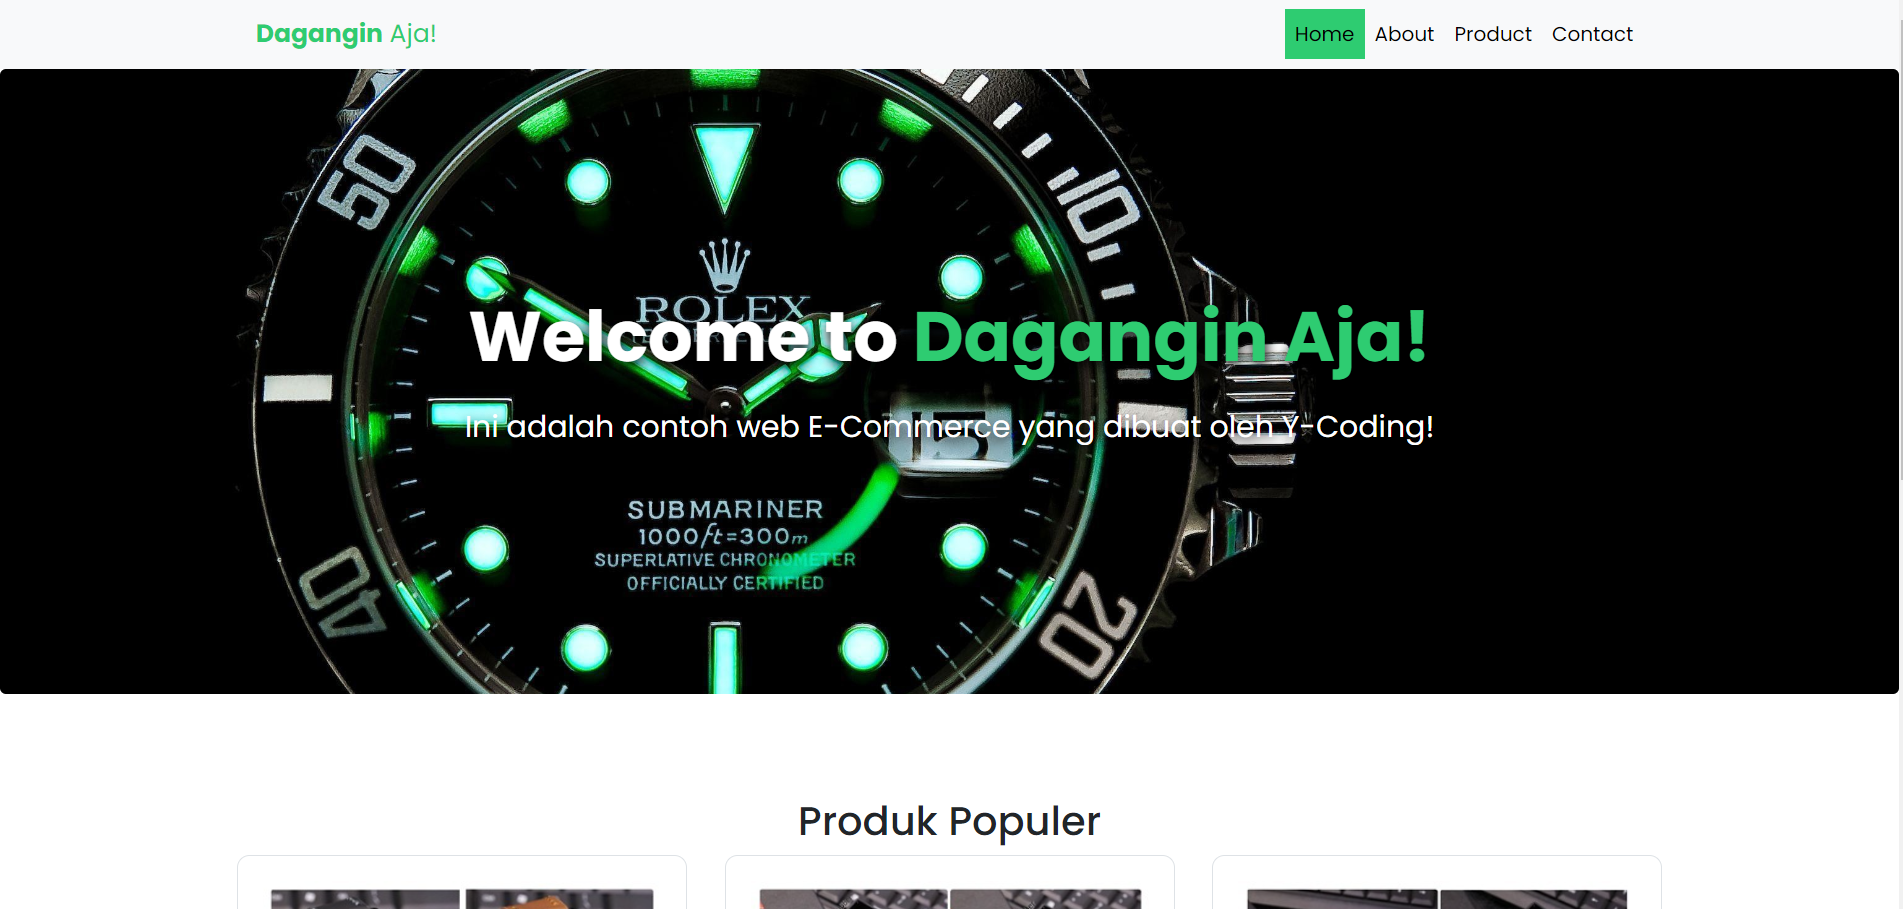 Dagangin Aja!
Home About Product Contact
50
10
ROLEX
Welcome to Dagangin Aja!
15
Ini adalah contoh web E-Commerce yang dibuat oleh Y-Coding!
SUBMARINER
1000ft=300m
SUPERLATIVE CHRONOMETER
OFFICIALLY CERTIFIED
40
20
Produk Populer